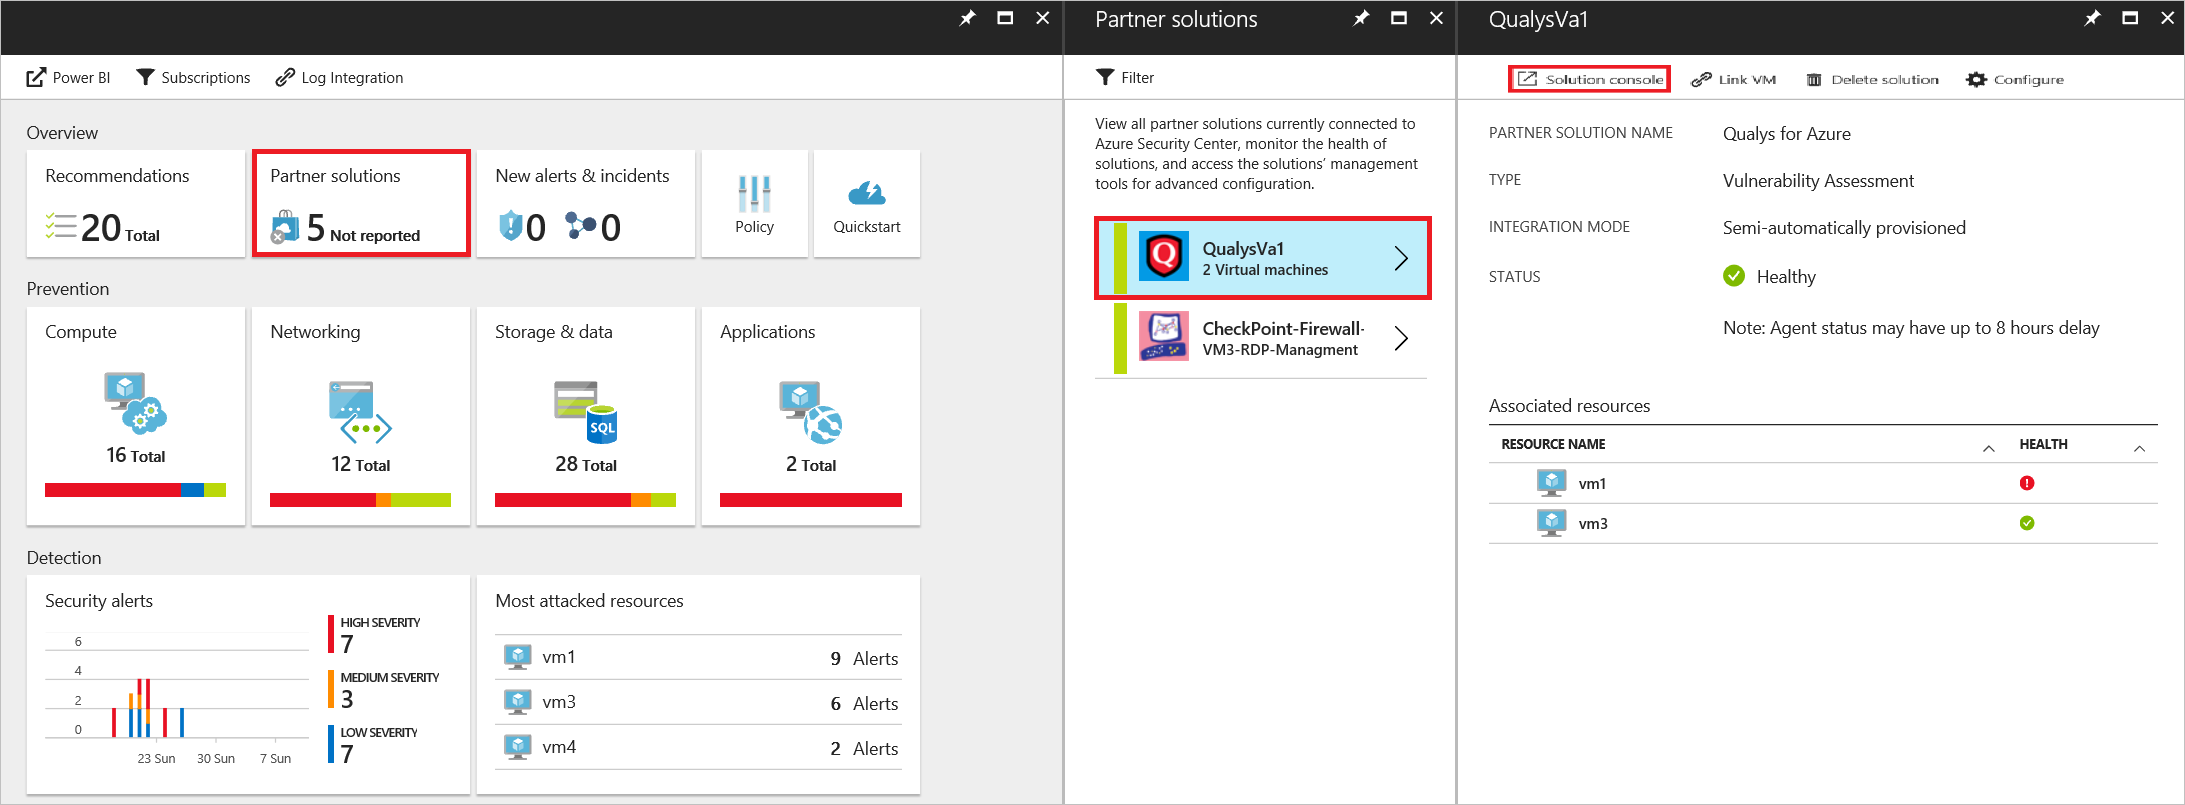 Partner solutions
QualysVa1
Power BI
Subscriptions
Log Integration
Filter
Solution console
Link VM
Delete solution
Configure
Overview
Recommendations
20 Total
Partner solutions
5 Not reported
New alerts & incidents
0
0
Policy
Quickstart
Prevention
Compute
16 Total
Networking
12 Total
Storage & data
SQL
28 Total
Applications
2 Total
Detection
Security alerts
6
4
2
0
23 Sun
30 Sun
7 Sun
HIGH SEVERITY
7
MEDIUM SEVERITY
3
LOW SEVERITY
7
Most attacked resources
vm1 9 Alerts
vm3 6 Alerts
vm4 2 Alerts
View all partner solutions currently connected to
Azure Security Center, monitor the health of
solutions, and access the solutions’ management
tools for advanced configuration.
Q
QualysVa1
2 Virtual machines
CheckPoint-Firewall-
VM3-RDP-Managment
PARTNER SOLUTION NAME Qualys for Azure
TYPE Vulnerability Assessment
INTEGRATION MODE Semi-automatically provisioned
STATUS Healthy
Note: Agent status may have up to 8 hours delay
Associated resources
RESOURCE NAME HEALTH
vm1
vm3